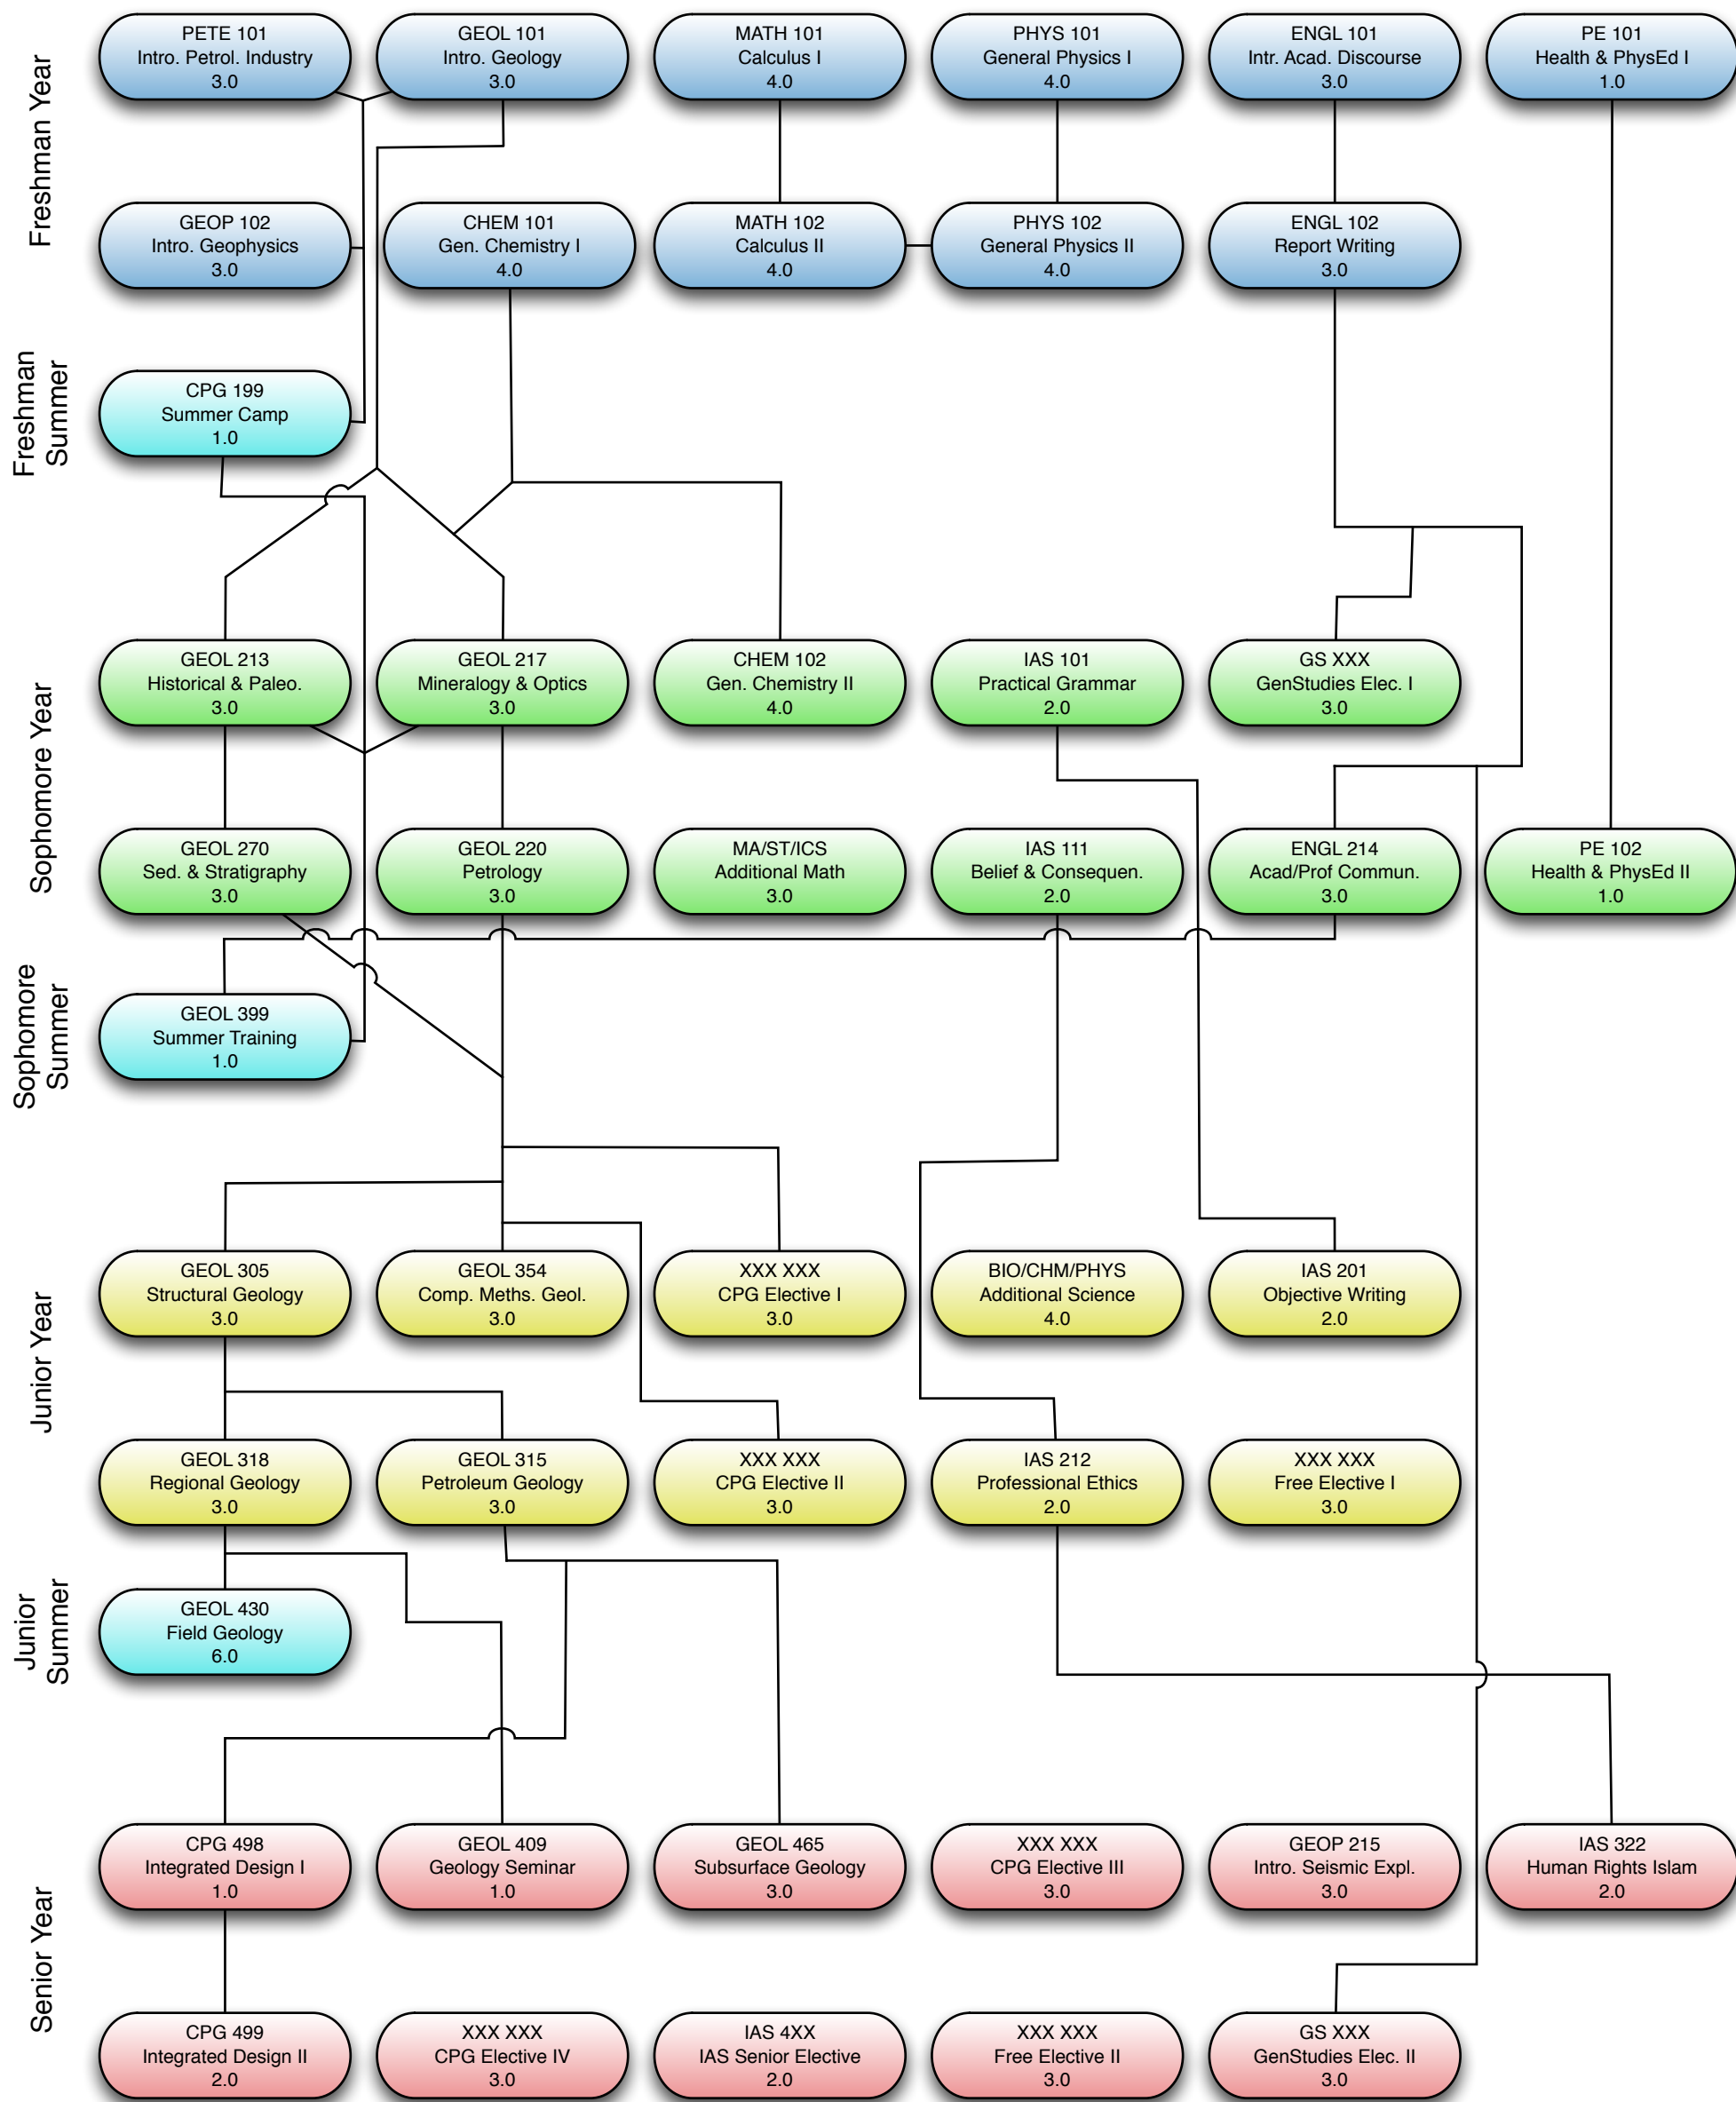 Freshman Year
PETE 101
Intro. Petrol. Industry
3.0
GEOL 101
Intro. Geology
3.0
MATH 101
Calculus I
4.0
PHYS 101
General Physics I
4.0
ENGL 101
Intr. Acad. Discourse
3.0
PE 101
Health & PhysEd I
1.0
GEOP 102
Intro. Geophysics
3.0
CHEM 101
Gen. Chemistry I
4.0
MATH 102
Calculus II
4.0
PHYS 102
General Physics II
4.0
ENGL 102
Report Writing
3.0
Freshman
Summer
CPG 199
Summer Camp
1.0
Sophomore Year
GEOL 213
Historical & Paleo.
3.0
GEOL 217
Mineralogy & Optics
3.0
CHEM 102
Gen. Chemistry II
4.0
IAS 101
Practical Grammar
2.0
GS XXX
GenStudies Elec. I
3.0
GEOL 270
Sed. & Stratigraphy
3.0
GEOL 220
Petrology
3.0
MA/ST/ICS
Additional Math
3.0
IAS 111
Belief & Consequen.
2.0
ENGL 214
Acad/Prof Commun.
3.0
PE 102
Health & PhysEd II
1.0
Sophomore
Summer
GEOL 399
Summer Training
1.0
Junior Year
GEOL 305
Structural Geology
3.0
GEOL 354
Comp. Meths. Geol.
3.0
XXX XXX
CPG Elective I
3.0
BIO/CHM/PHYS
Additional Science
4.0
IAS 201
Objective Writing
2.0
GEOL 318
Regional Geology
3.0
GEOL 315
Petroleum Geology
3.0
XXX XXX
CPG Elective II
3.0
IAS 212
Professional Ethics
2.0
XXX XXX
Free Elective I
3.0
Junior
Summer
GEOL 430
Field Geology
6.0
Senior Year
CPG 498
Integrated Design I
1.0
GEOL 409
Geology Seminar
1.0
GEOL 465
Subsurface Geology
3.0
XXX XXX
CPG Elective III
3.0
GEOP 215
Intro. Seismic Expl.
3.0
IAS 322
Human Rights Islam
2.0
CPG 499
Integrated Design II
2.0
XXX XXX
CPG Elective IV
3.0
IAS 4XX
IAS Senior Elective
2.0
XXX XXX
Free Elective II
3.0
GS XXX
GenStudies Elec. II
3.0